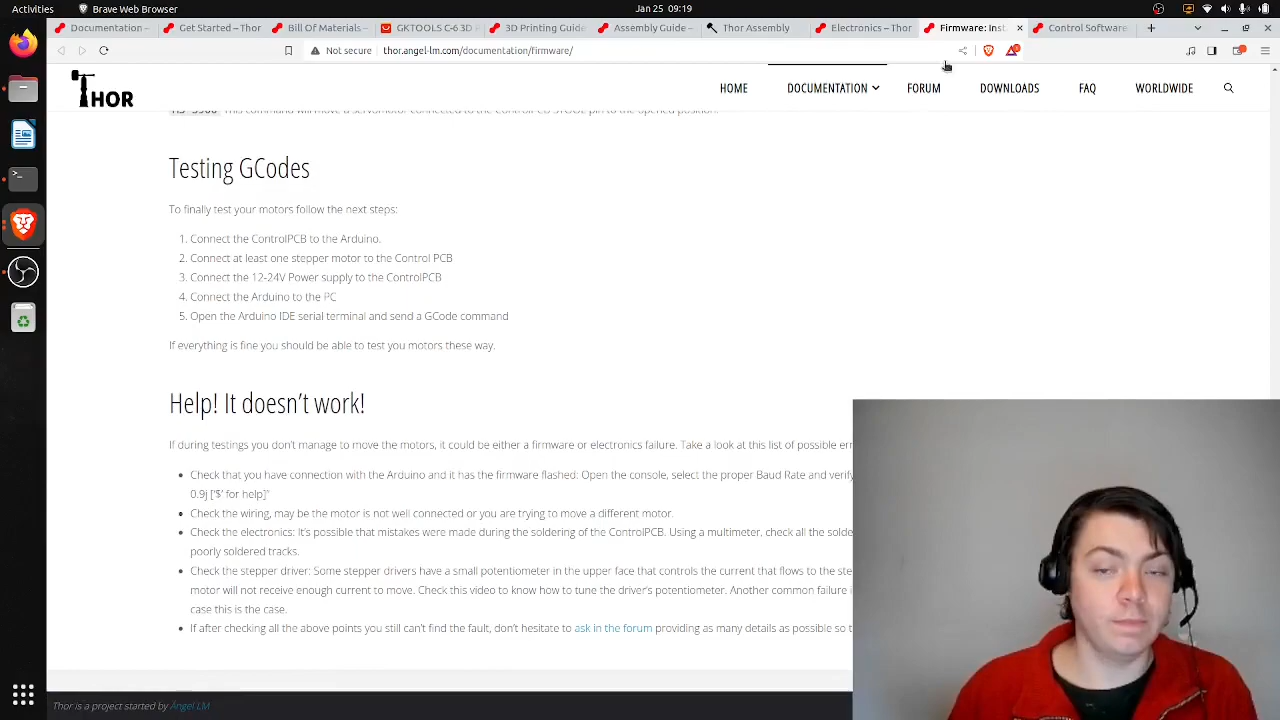 Activities
Brave Web Browser
Jan 25 09:19
Documentation –
Get Started – Thor
Bill Of Materials –
GKTOOLS C-6 3D
3D Printing Guide
Assembly Guide –
Thor Assembly
Electronics – Thor
Firmware: Inst
Control Software
Not secure
thor.angel-lm.com/documentation/firmware/
THOR
HOME
DOCUMENTATION
FORUM
DOWNLOADS
FAQ
WORLDWIDE
Testing GCodes
To finally test your motors follow the next steps:
1. Connect the ControlPCB to the Arduino.
2. Connect at least one stepper motor to the Control PCB
3. Connect the 12-24V Power supply to the ControlPCB
4. Connect the Arduino to the PC
5. Open the Arduino IDE serial terminal and send a GCode command
If everything is fine you should be able to test you motors these way.
Help! It doesn't work!
If during testings you don't manage to move the motors, it could be either a firmware or electronics failure. Take a look at this list of possible err
Check that you have connection with the Arduino and it has the firmware flashed: Open the console, select the proper Baud Rate and verify
0.9j ['$' for help]'
Check the wiring, may be the motor is not well connected or you are trying to move a different motor.
Check the electronics: It's possible that mistakes were made during the soldering of the ControlPCB. Using a multimeter, check all the solde
poorly soldered tracks.
Check the stepper driver: Some stepper drivers have a small potentiometer in the upper face that controls the current that flows to the ste
motor will not receive enough current to move. Check this video to know how to tune the driver's potentiometer. Another common failure i
case this is the case.
If after checking all the above points you still can't find the fault, don't hesitate to ask in the forum providing as many details as possible so t
Thor is a project started by Ángel LM